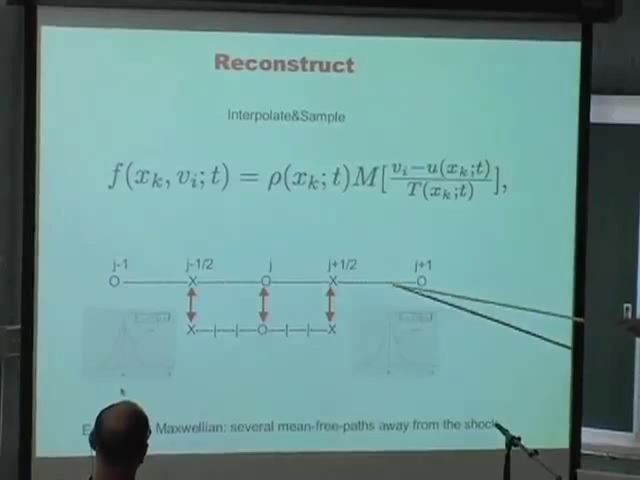 Reconstruct
Interpolate&Sample
f(x_k, v_i; t) = ρ(x_k; t)M[\frac{v_i - u(x_k; t)}{T(x_k; t)}],
j-1 j-1/2 j j+1/2 j+1
O X O X O
X O X
Maxwellian: several mean-free-paths away from the shock